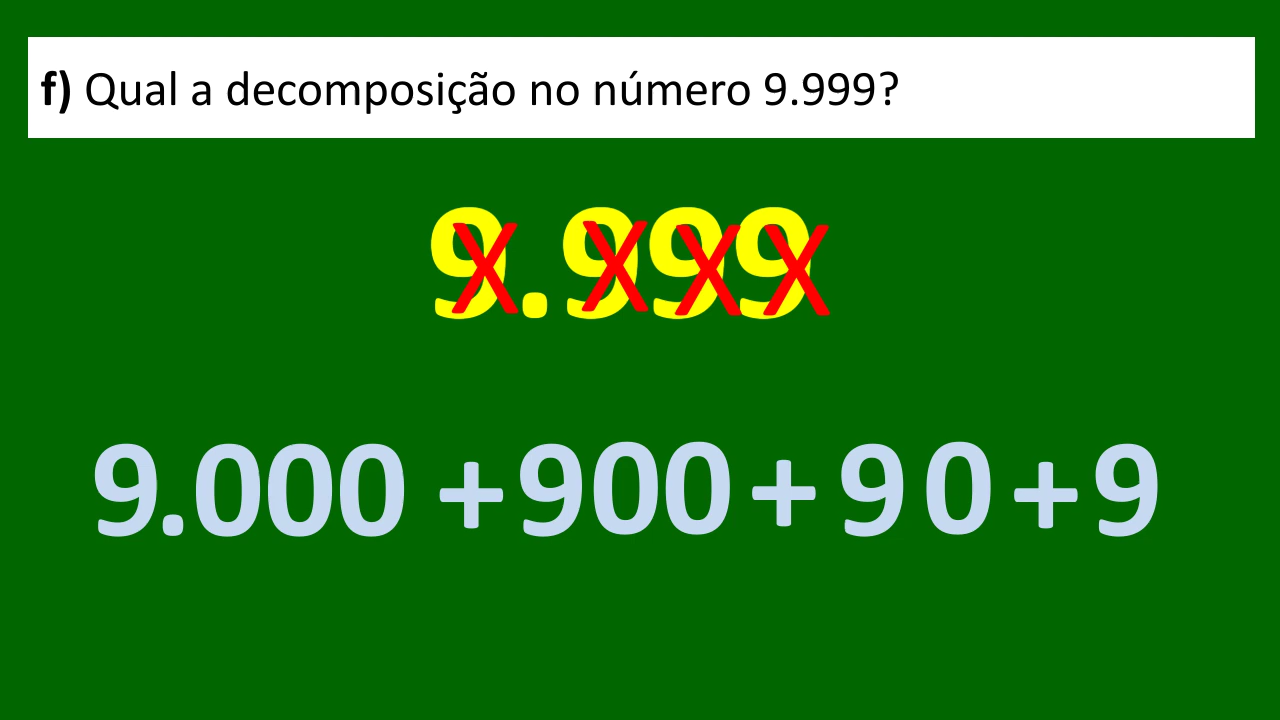 f) Qual a decomposição no número 9.999?
9.999
9.000 + 900 + 90 + 9